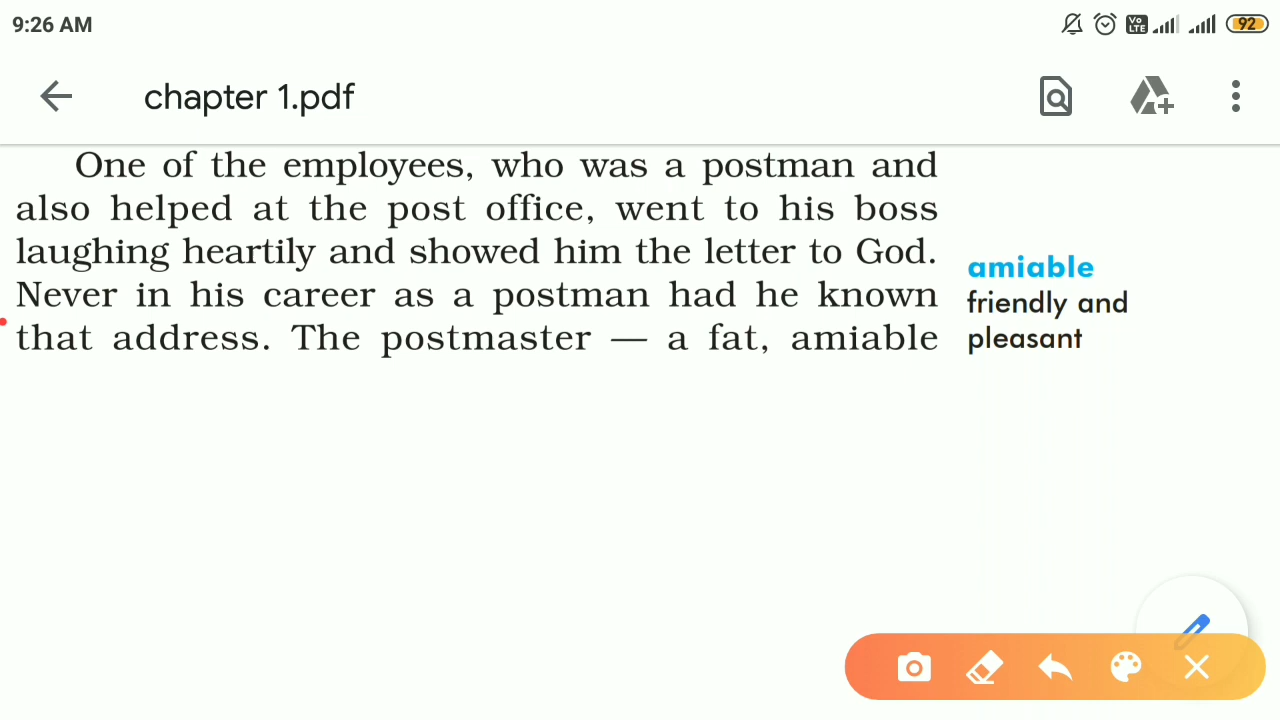 9:26 AM
Vo LTE
92
chapter 1.pdf
One of the employees, who was a postman and
also helped at the post office, went to his boss
laughing heartily and showed him the letter to God.
Never in his career as a postman had he known
that address. The postmaster — a fat, amiable
amiable
friendly and
pleasant